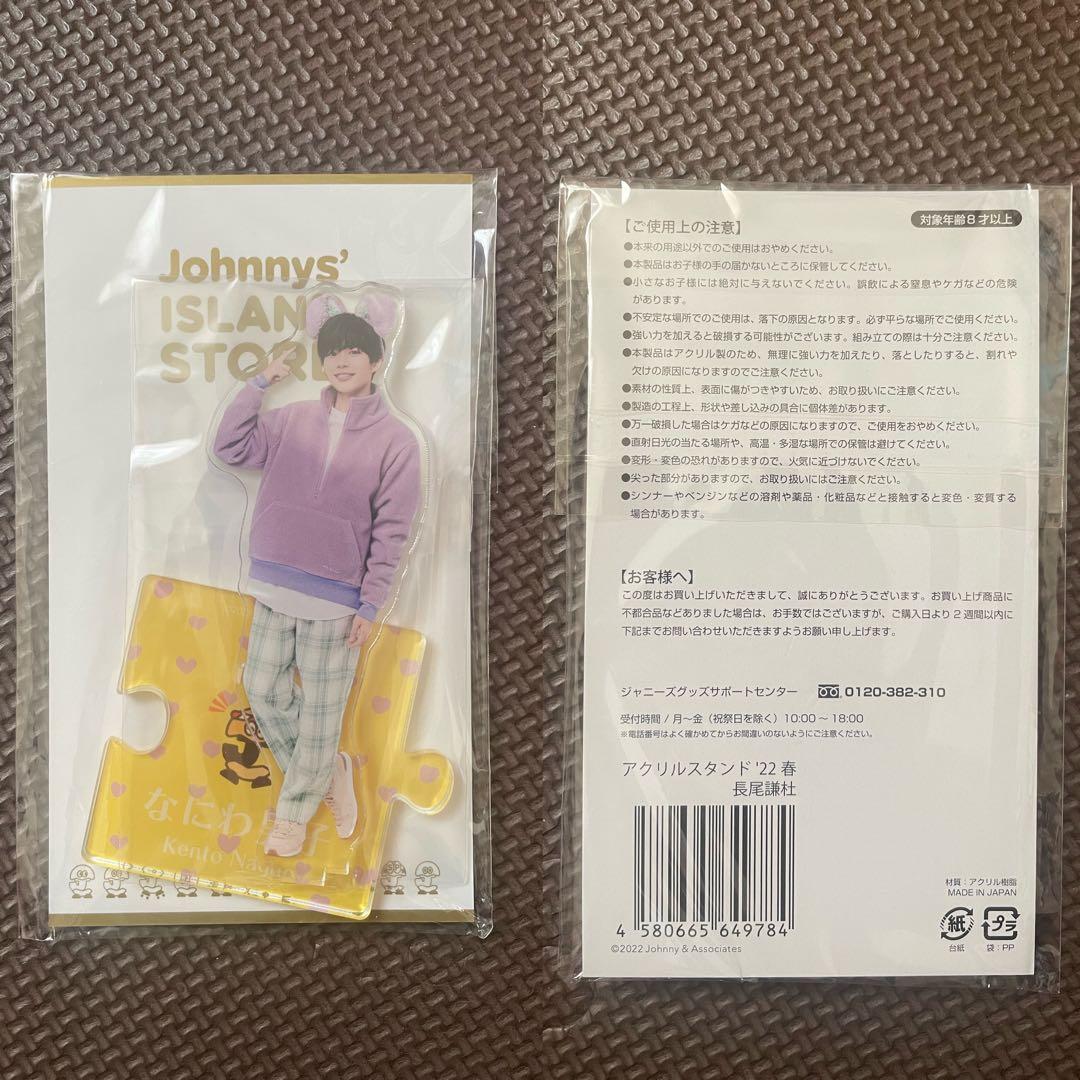 Johnnys'
ISLAND
STORE
なにわ男子
Kento Nagao
対象年齢8才以上
【ご使用上の注意】
●本来の用途以外でのご使用はおやめください。
●本製品はお子様の手の届かないところに保管してください。
●小さなお子様には絶対に与えないでください。誤飲による窒息やケガなどの危険
があります。
●不安定な場所でのご使用は、落下の原因となります。必ず平らな場所でご使用ください。
●強い力を加えると破損する可能性がございます。組み立ての際は十分ご注意ください。
●本製品はアクリル製のため、無理に強い力を加えたり、落としたりすると、割れや
欠けの原因になりますのでご注意ください。
●素材の性質上、表面に傷がつきやすいため、お取り扱いにご注意ください。
●製造の工程上、形状や差し込みの具合に個体差があります。
●万一破損した場合はケガなどの原因になりますので、ご使用をおやめください。
●直射日光の当たる場所や、高温・多湿な場所での保管は避けてください。
●変形・変色の恐れがありますので、火気に近づけないでください。
●尖った部分がありますので、お取り扱いにはご注意ください。
●シンナーやベンジンなどの溶剤や薬品・化粧品などと接触すると変色・変質する
場合があります。
【お客様へ】
この度はお買い上げいただきまして、誠にありがとうございます。お買い上げ商品に
不都合品などありました場合は、お手数ではございますが、ご購入日より2週間以内に
下記までお問い合わせいただきますようお願い申し上げます。
ジャニーズグッズサポートセンター 0120-382-310
受付時間 / 月〜金（祝祭日を除く）10:00〜18:00
※電話番号はよく確かめてからお間違いのないようにご注意ください。
アクリルスタンド '22 春
長尾謙杜
4 580665 649784
©2022 Johnny & Associates
材質：アクリル樹脂
MADE IN JAPAN
紙 プラ
台紙 袋：PP